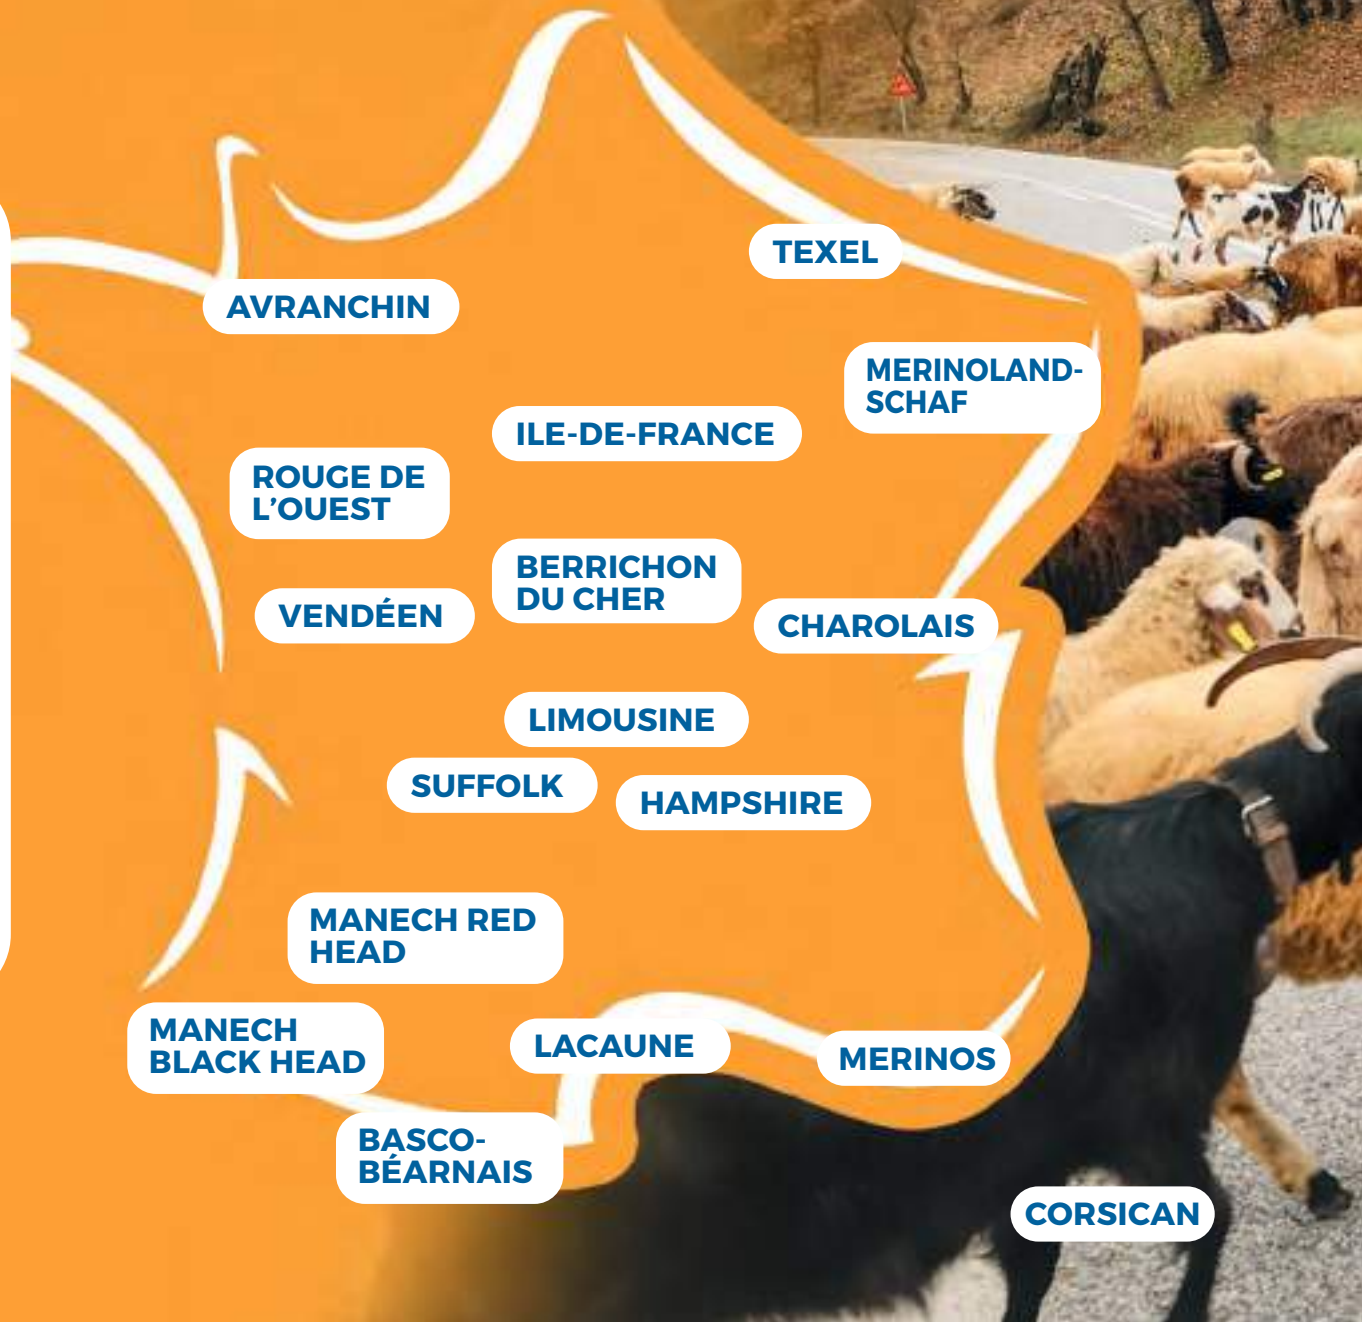 TEXEL
AVRANCHIN
MERINOLAND-
SCHAF
ILE-DE-FRANCE
ROUGE DE
L’OUEST
BERRICHON
DU CHER
VENDÉEN
CHAROLAIS
LIMOUSINE
SUFFOLK
HAMPSHIRE
MANECH RED
HEAD
MANECH
BLACK HEAD
LACAUNE
MERINOS
BASCO-
BÉARNAIS
CORSICAN